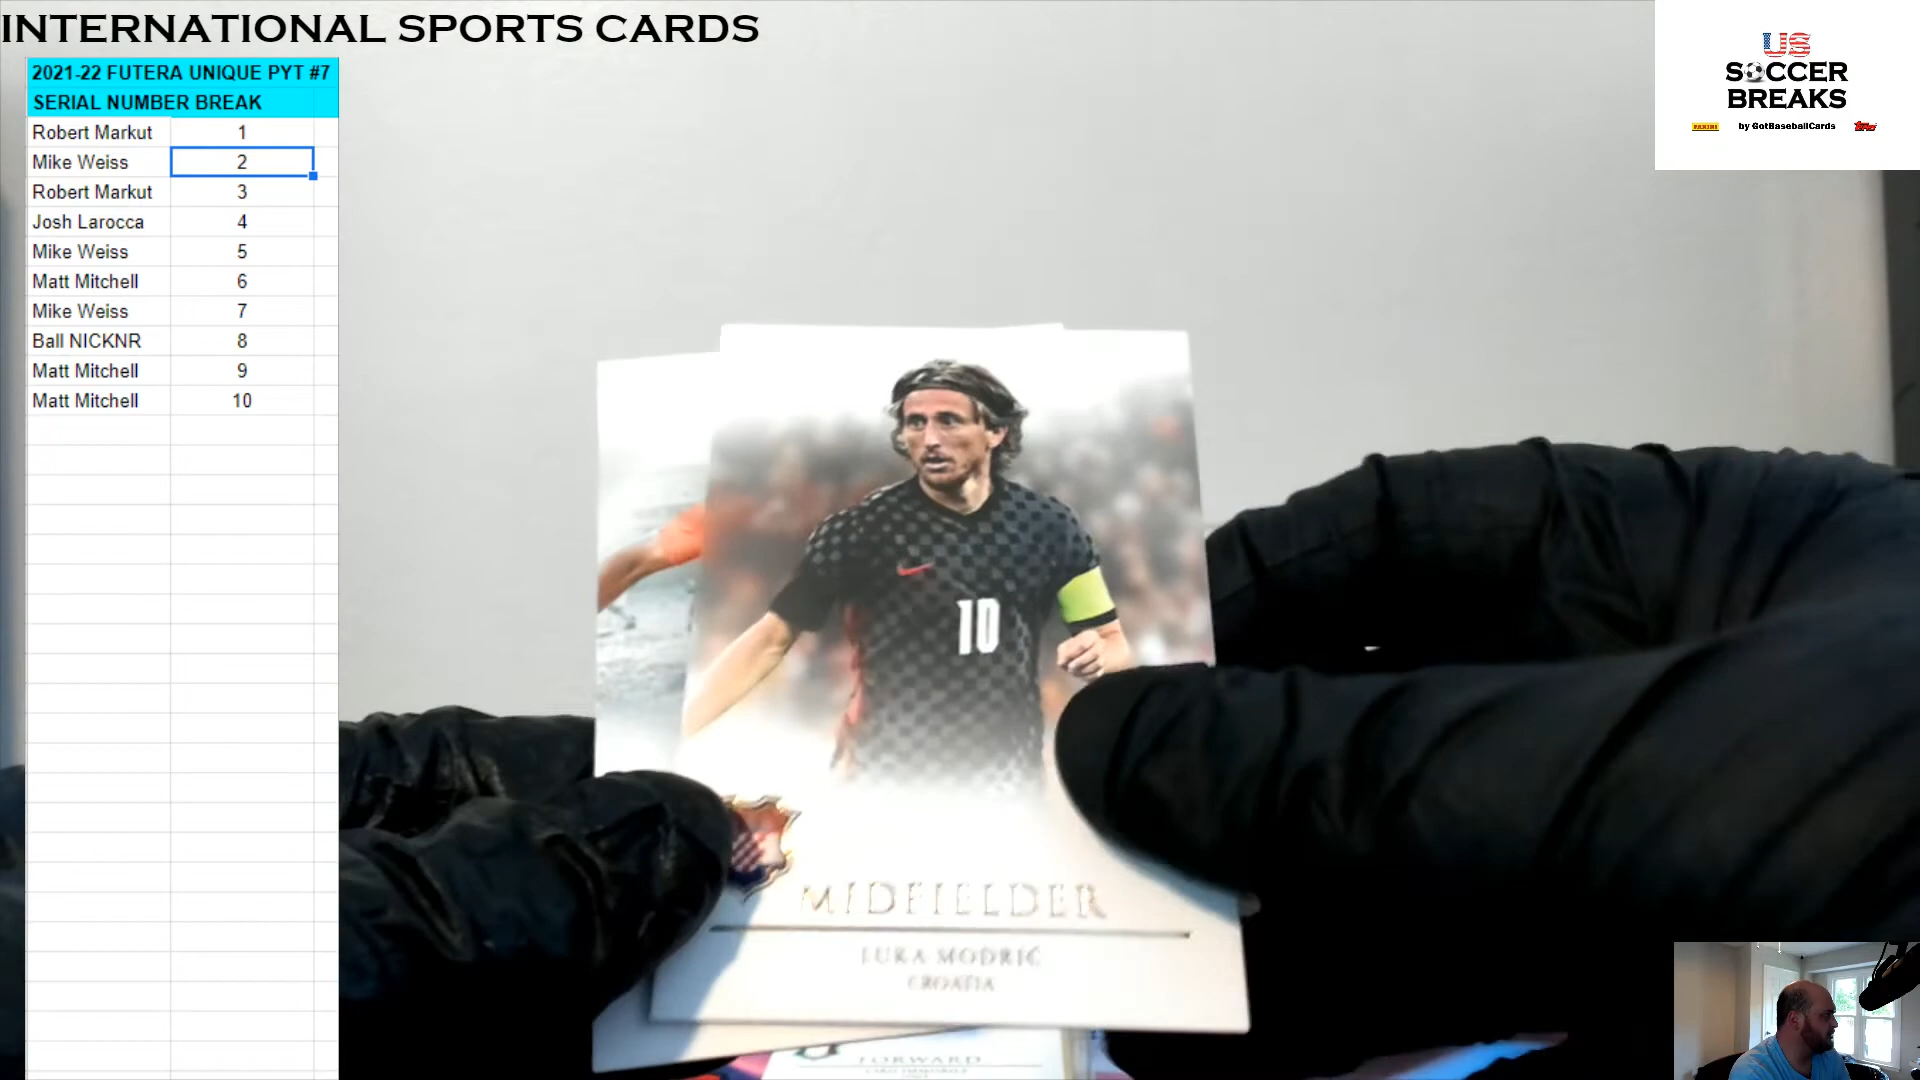 INTERNATIONAL SPORTS CARDS
2021-22 FUTERA UNIQUE PYT #7
SERIAL NUMBER BREAK
Robert Markut 1
Mike Weiss 2
Robert Markut 3
Josh Larocca 4
Mike Weiss 5
Matt Mitchell 6
Mike Weiss 7
Ball NICKNR 8
Matt Mitchell 9
Matt Mitchell 10
US
SOCCER
BREAKS
PANINI by GotBaseballCards Topps
10
MIDFIELDER
LUKA MODRIĆ
CROATIA
FORWARD